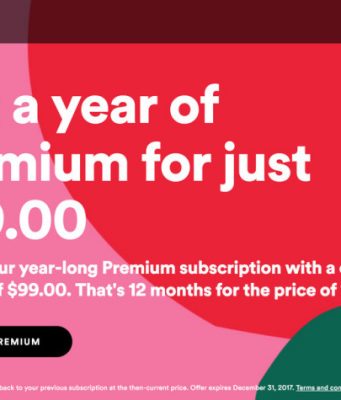 a year of
mium for just
.00
ur year-long Premium subscription with a
f $99.00. That's 12 months for the price of
REMIUM
back to your previous subscription at the then-current price. Offer expires December 31, 2017. Terms and con